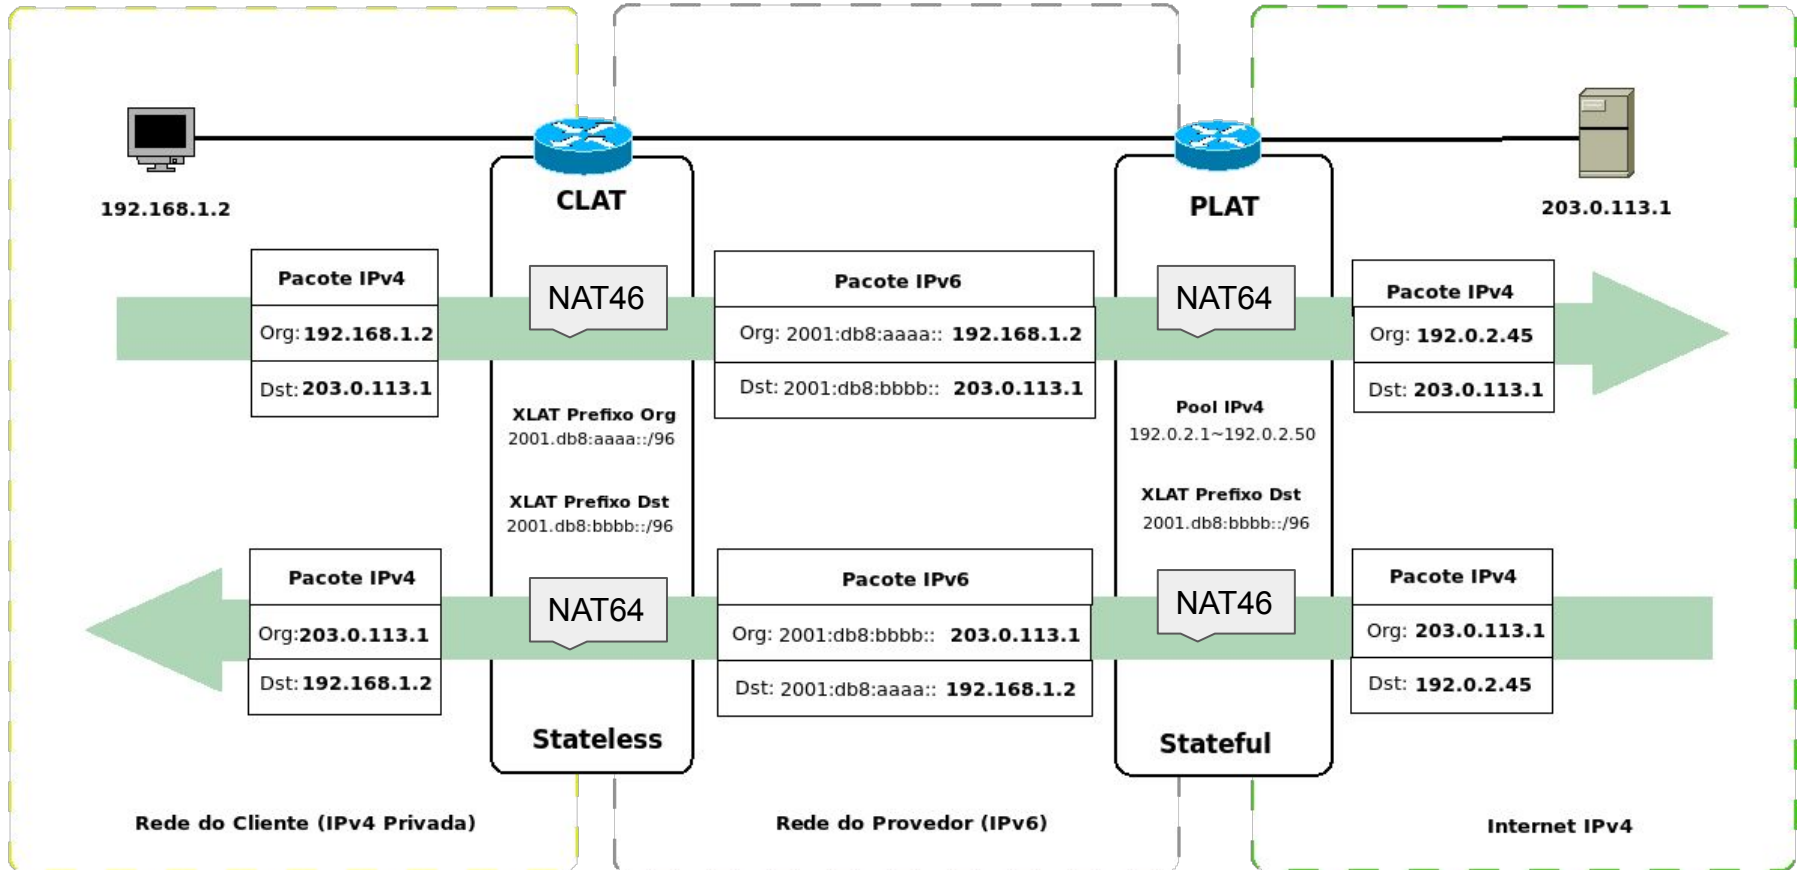 192.168.1.2
CLAT
PLAT
203.0.113.1
Pacote IPv4
Org: 192.168.1.2
Dst: 203.0.113.1
NAT46
Pacote IPv6
Org: 2001:db8:aaaa:: 192.168.1.2
Dst: 2001:db8:bbbb:: 203.0.113.1
NAT64
Pacote IPv4
Org: 192.0.2.45
Dst: 203.0.113.1
XLAT Prefixo Org
2001.db8:aaaa::/96
XLAT Prefixo Dst
2001.db8:bbbb::/96
Pool IPv4
192.0.2.1~192.0.2.50
XLAT Prefixo Dst
2001.db8:bbbb::/96
Pacote IPv4
Org:203.0.113.1
Dst: 192.168.1.2
NAT64
Pacote IPv6
Org: 2001:db8:bbbb:: 203.0.113.1
Dst: 2001:db8:aaaa:: 192.168.1.2
NAT46
Pacote IPv4
Org: 203.0.113.1
Dst: 192.0.2.45
Stateless
Stateful
Rede do Cliente (IPv4 Privada)
Rede do Provedor (IPv6)
Internet IPv4